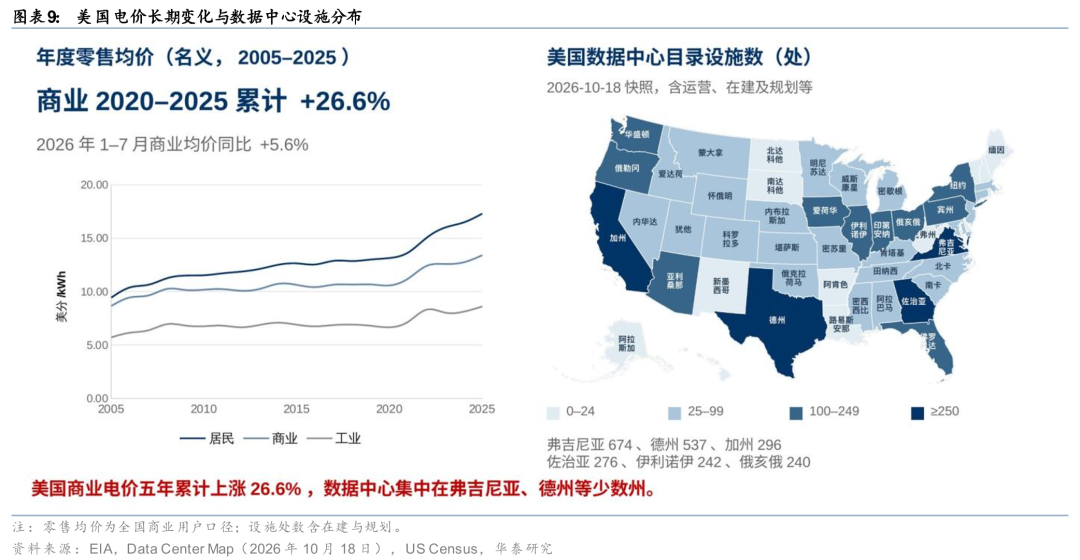 图表9： 美国电价长期变化与数据中心设施分布
年度零售均价（名义， 2005–2025 ）
商业 2020–2025 累计 +26.6%
2026 年 1–7 月商业均价同比 +5.6%
20.00
15.00
10.00
5.00
0.00
美分/kWh
2005
2010
2015
2020
2025
居民
商业
工业
美国数据中心目录设施数（处）
2026-10-18 快照，含运营、在建及规划等
华盛顿
俄勒冈
加州
内华达
爱达荷
蒙大拿
怀俄明
犹他
亚利
桑那
科罗
拉多
新墨
西哥
北达
科他
南达
科他
内布拉
斯加
堪萨斯
俄克拉
荷马
德州
明尼
苏达
爱荷华
密苏里
阿肯色
路易斯
安那
威斯
康星
伊利
诺伊
密歇根
印第
安纳
俄亥俄
肯塔基
田纳西
密西
西比
阿拉
巴马
佐治亚
佛罗
里达
南卡
北卡
弗吉
尼亚
西弗州
宾州
纽约
缅因
阿拉
斯加
0–24
25–99
100–249
≥250
弗吉尼亚 674 、德州 537 、加州 296
佐治亚 276 、伊利诺伊 242 、俄亥俄 240
美国商业电价五年累计上涨 26.6% ，数据中心集中在弗吉尼亚、德州等少数州。
注：零售均价为全国商业用户口径；设施处数含在建与规划。
资料来源：EIA，Data Center Map（2026 年 10 月 18 日），US Census，华泰研究